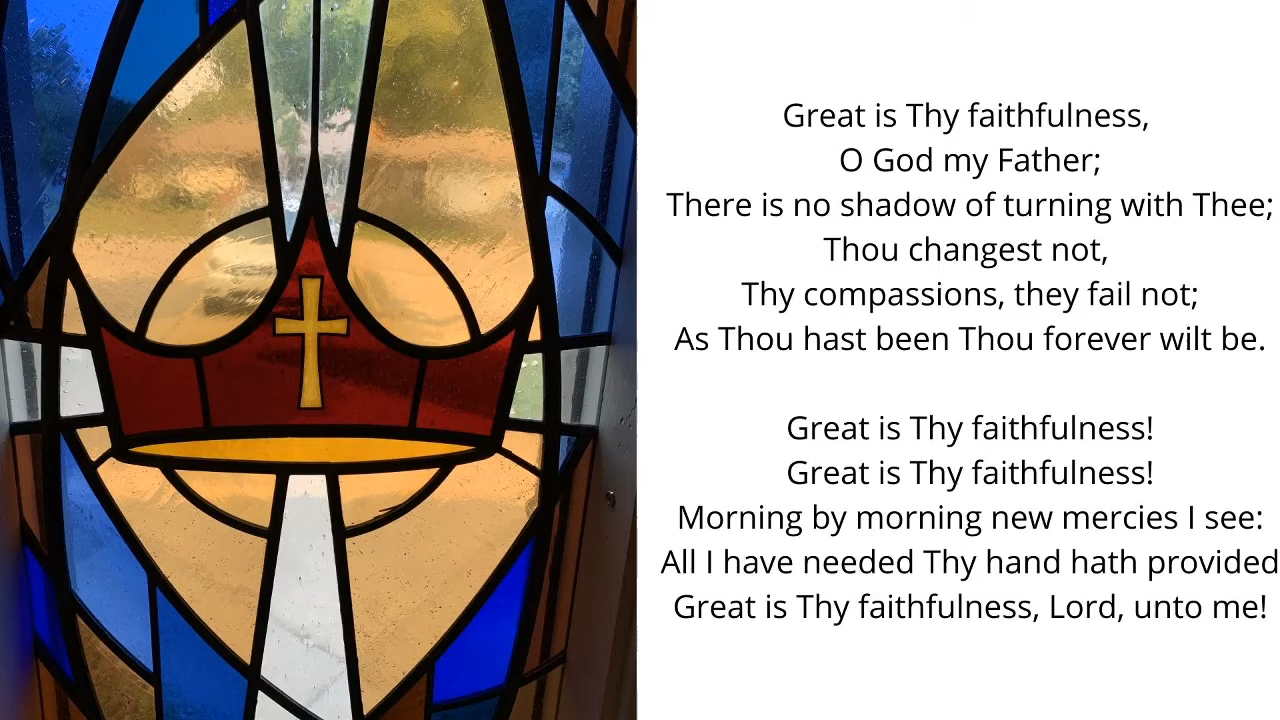 Great is Thy faithfulness,
O God my Father;
There is no shadow of turning with Thee;
Thou changest not,
Thy compassions, they fail not;
As Thou hast been Thou forever wilt be.
Great is Thy faithfulness!
Great is Thy faithfulness!
Morning by morning new mercies I see:
All I have needed Thy hand hath provided
Great is Thy faithfulness, Lord, unto me!